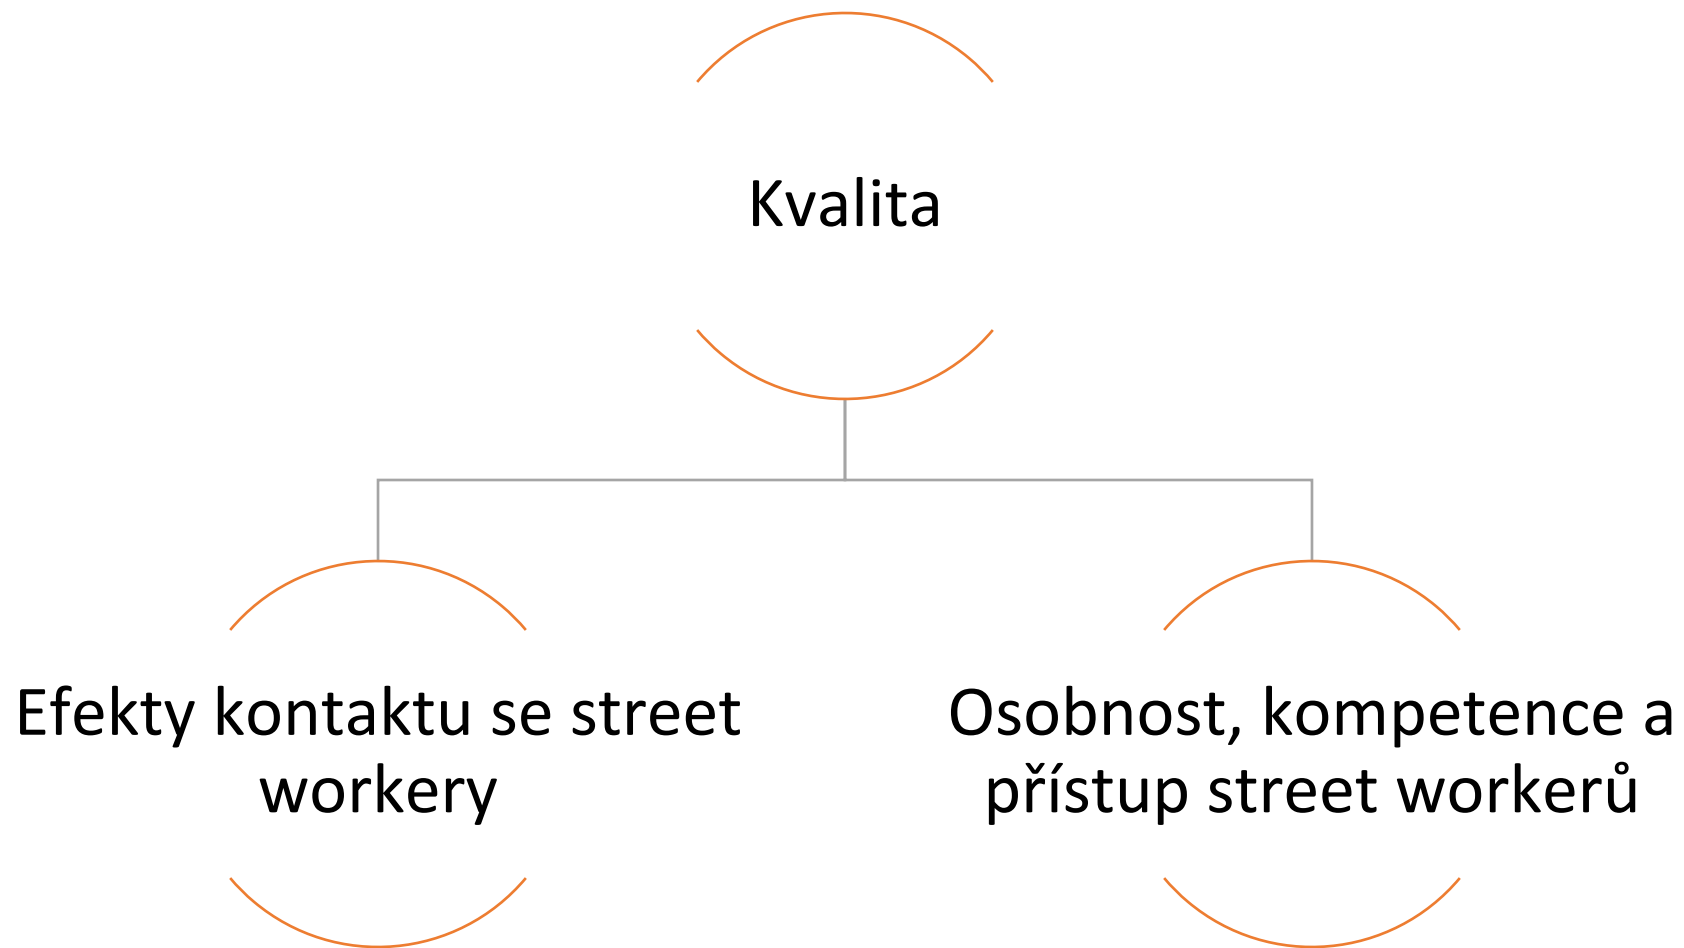 Kvalita
Efekty kontaktu se street
workery
Osobnost, kompetence a
přístup street workerů